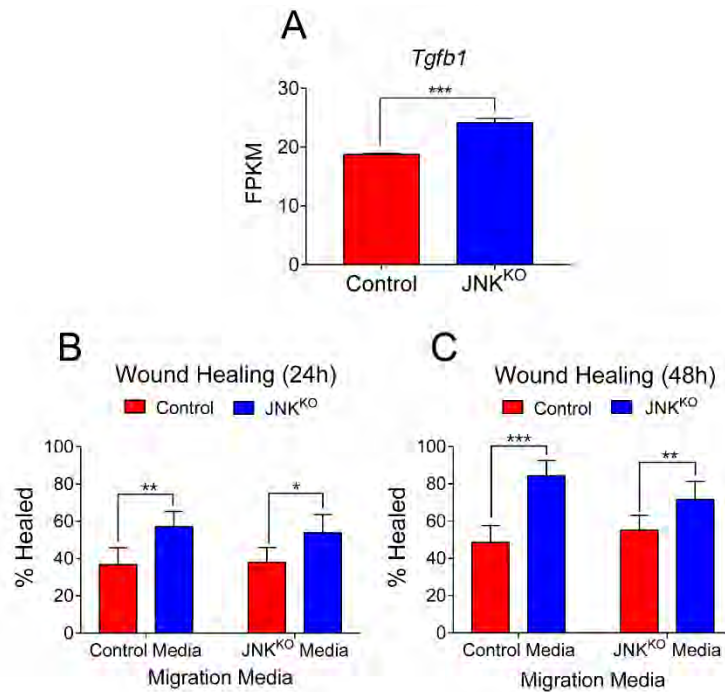 A
Tgfb1
***
30
20
10
0
FPKM
Control JNKKO
B
Wound Healing (24h)
Control JNKKO
100
80
60
40
20
0
% Healed
** *
Control Media JNKKO Media
Migration Media
C
Wound Healing (48h)
Control JNKKO
100
80
60
40
20
0
% Healed
*** **
Control Media JNKKO Media
Migration Media